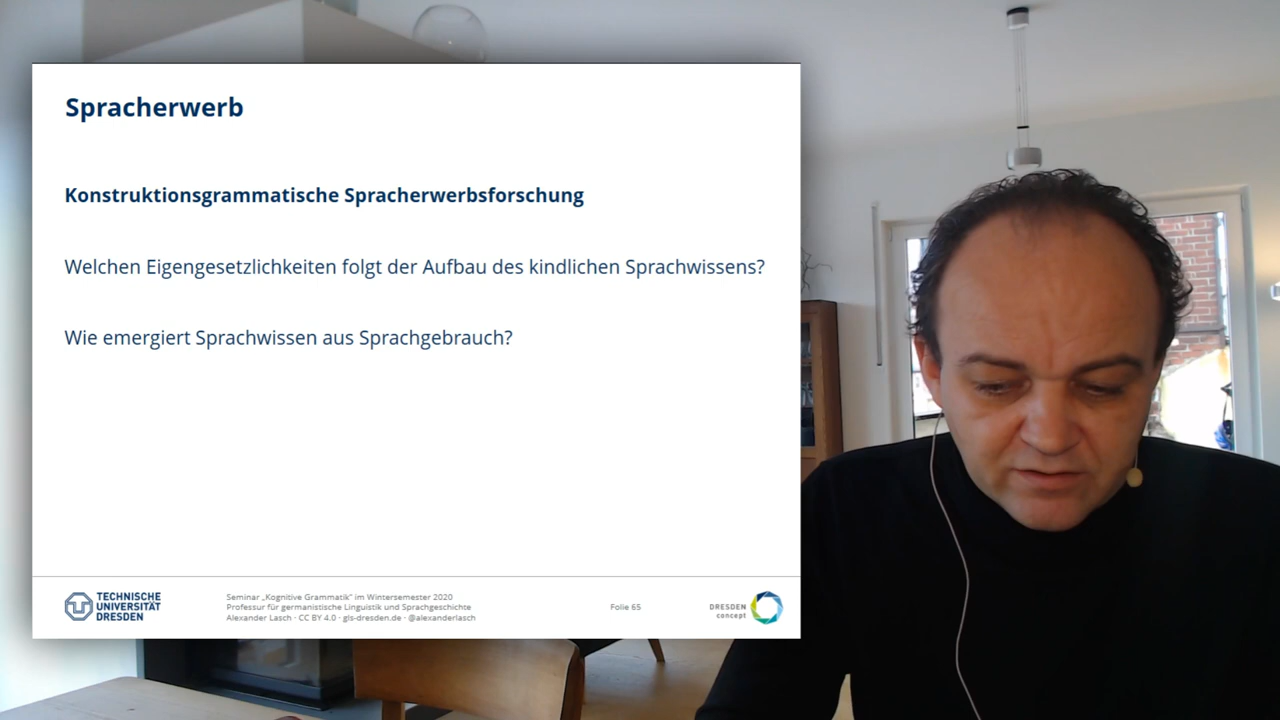 Spracherwerb
Konstruktionsgrammatische Spracherwerbsforschung
Welchen Eigengesetzlichkeiten folgt der Aufbau des kindlichen Sprachwissens?
Wie emergiert Sprachwissen aus Sprachgebrauch?
TECHNISCHE
UNIVERSITÄT
DRESDEN
Seminar „Kognitive Grammatik" im Wintersemester 2020
Professur für germanistische Linguistik und Sprachgeschichte
Alexander Lasch · CC BY 4.0 · gls-dresden.de · @alexanderlasch
Folie 65
DRESDEN
concept